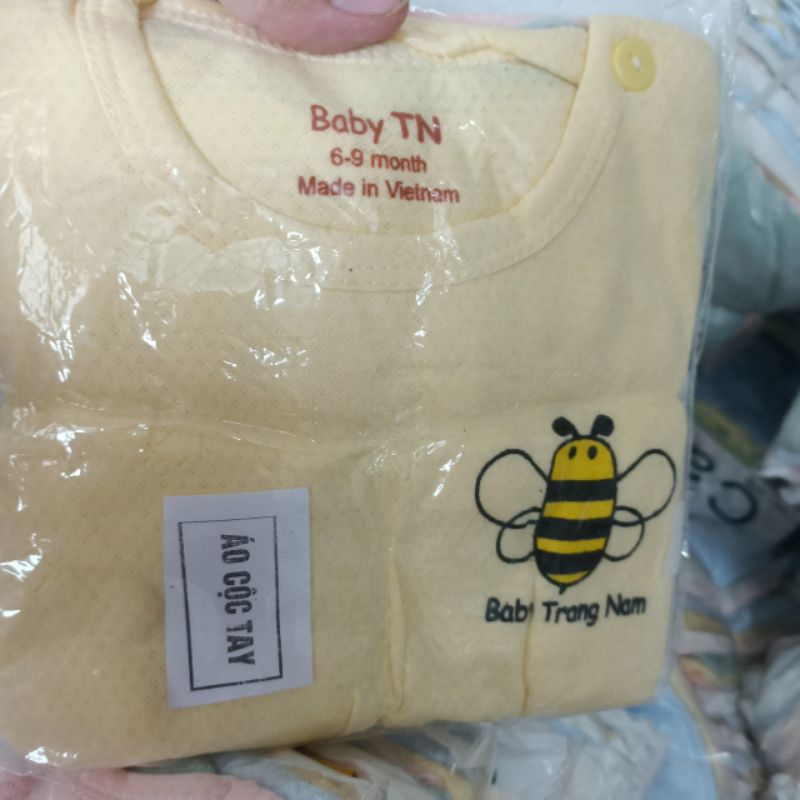 Baby TN
6-9 month
Made in Vietnam
ÁO CỘC TAY
Baby Trang Nam